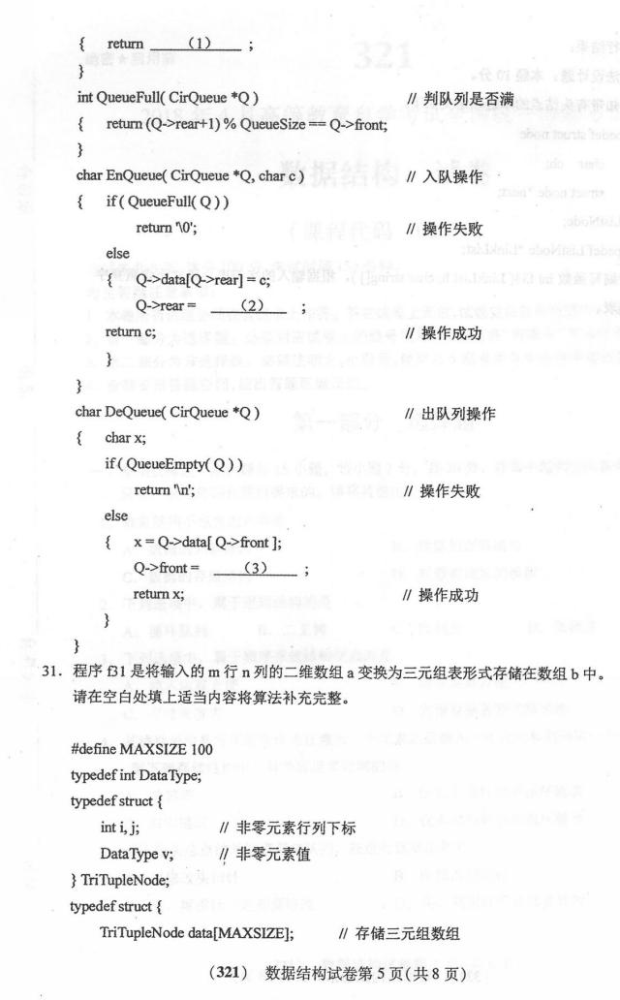 { return （1） ;
}
int QueueFull( CirQueue *Q ) // 判队列是否满
{ return (Q->rear+1) % QueueSize == Q->front;
}
char EnQueue( CirQueue *Q, char c ) // 入队操作
{ if ( QueueFull( Q ) )
return '\0'; // 操作失败
else
{ Q->data[Q->rear] = c;
Q->rear = （2） ;
return c; // 操作成功
}
}
char DeQueue( CirQueue *Q ) // 出队列操作
{ char x;
if ( QueueEmpty( Q ) )
return '\n'; // 操作失败
else
{ x = Q->data[ Q->front ];
Q->front = （3） ;
return x; // 操作成功
}
}
31．程序 f31 是将输入的 m 行 n 列的二维数组 a 变换为三元组表形式存储在数组 b 中。
请在空白处填上适当内容将算法补充完整。
#define MAXSIZE 100
typedef int DataType;
typedef struct {
int i, j; // 非零元素行列下标
DataType v; // 非零元素值
} TriTupleNode;
typedef struct {
TriTupleNode data[MAXSIZE]; // 存储三元组数组
（321） 数据结构试卷第 5 页(共 8 页)